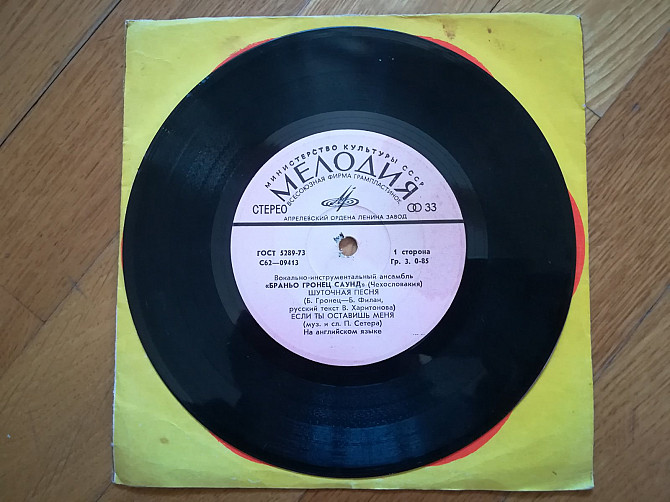 МИНИСТЕРСТВО КУЛЬТУРЫ СССР
МЕЛОДИЯ
ВСЕСОЮЗНАЯ ФИРМА ГРАМПЛАСТИНОК
СТЕРЕО
33
АПРЕЛЕВСКИЙ ОРДЕНА ЛЕНИНА ЗАВОД
ГОСТ 5289-73
1 сторона
С62—09413
Гр. 3. 0-85
Вокально-инструментальный ансамбль
«БРАНЬО ГРОНЕЦ САУНД» (Чехословакия)
ШУТОЧНАЯ ПЕСНЯ
(Б. Гронец—Б. Филан,
русский текст В. Харитонова)
ЕСЛИ ТЫ ОСТАВИШЬ МЕНЯ
(муз. и сл. П. Сетера)
На английском языке